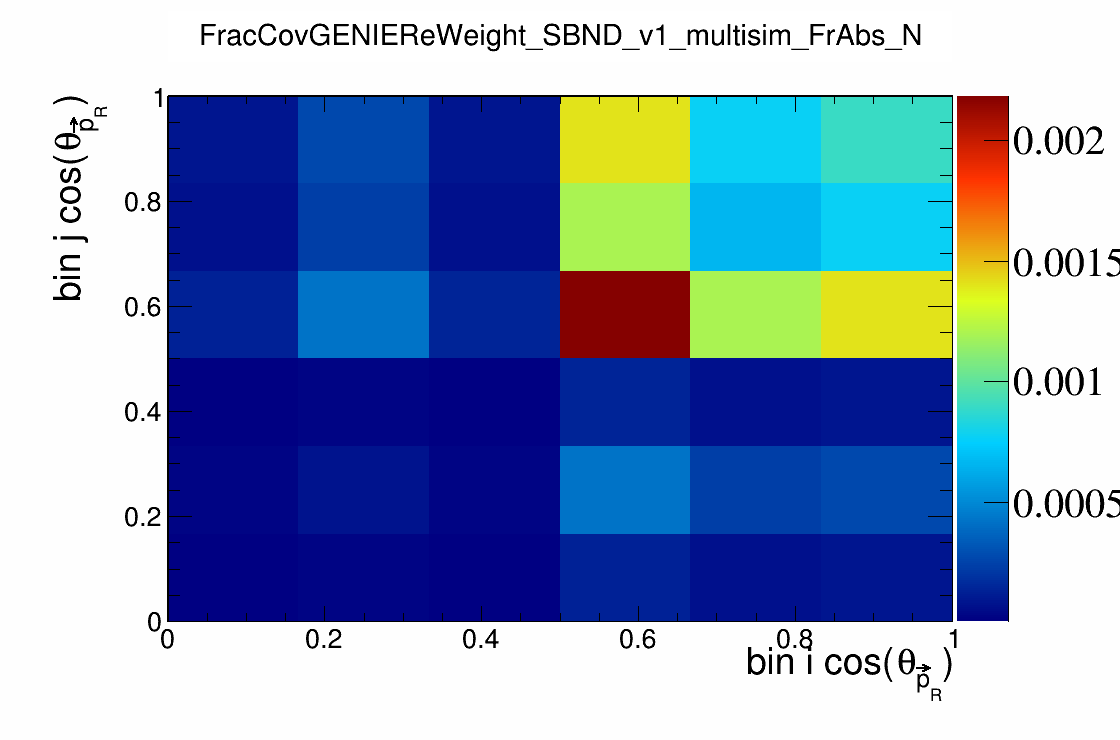 FracCovGENIEReWeight_SBND_v1_multisim_FrAbs_N
bin j cos(θp⃗R)
1
0.8
0.6
0.4
0.2
0
0 0.2 0.4 0.6 0.8 1
bin i cos(θp⃗R)
0.002
0.0015
0.001
0.0005